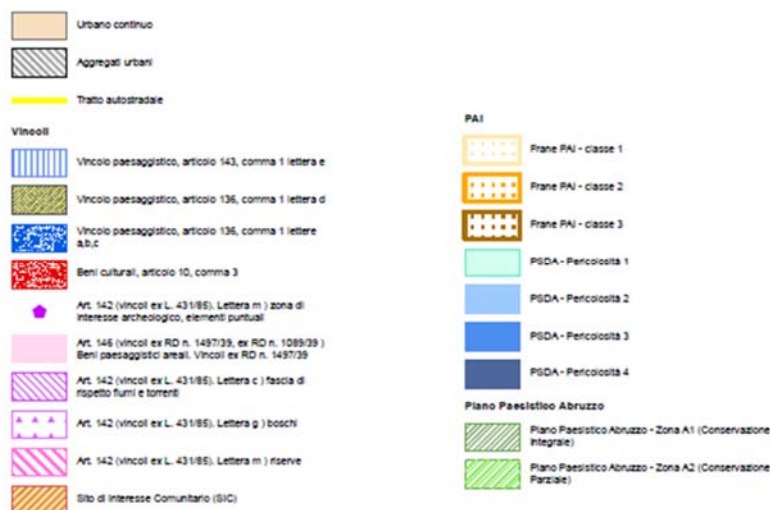 Urbano continuo
Aggregati urbani
Tratto autostradale
Vincoli
Vincolo paesaggistico, articolo 143, comma 1 lettera e
Vincolo paesaggistico, articolo 136, comma 1 lettera d
Vincolo paesaggistico, articolo 136, comma 1 lettere
a,b,c
Beni culturali, articolo 10, comma 3
Art. 142 (vincoli ex L. 431/85). Lettera m ) zona di
interesse archeologico, elementi puntuali
Art. 146 (vincoli ex RD n. 1497/39, ex RD n. 1089/39 )
Beni paesaggistici areali. Vincoli ex RD n. 1497/39
Art. 142 (vincoli ex L. 431/85). Lettera c ) fascia di
rispetto fiumi e torrenti
Art. 142 (vincoli ex L. 431/85). Lettera g ) boschi
Art. 142 (vincoli ex L. 431/85). Lettera m ) riserve
Sito di Interesse Comunitario (SIC)
PAI
Frane PAI - classe 1
Frane PAI - classe 2
Frane PAI - classe 3
PSDA - Pericolosità 1
PSDA - Pericolosità 2
PSDA - Pericolosità 3
PSDA - Pericolosità 4
Piano Paesistico Abruzzo
Piano Paesistico Abruzzo - Zona A1 (Conservazione
Integrale)
Piano Paesistico Abruzzo - Zona A2 (Conservazione
Parziale)